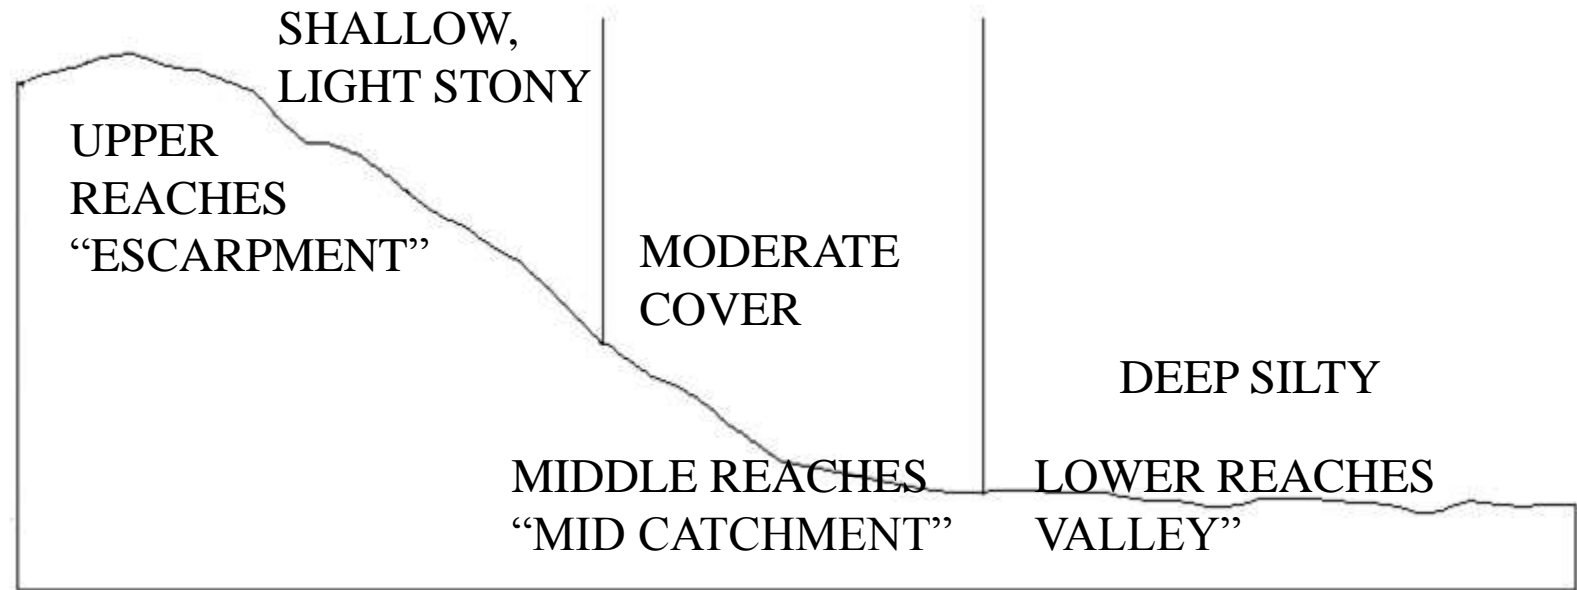 SHALLOW,
LIGHT STONY
UPPER
REACHES
“ESCARPMENT”
MODERATE
COVER
DEEP SILTY
MIDDLE REACHES
“MID CATCHMENT”
LOWER REACHES
VALLEY”